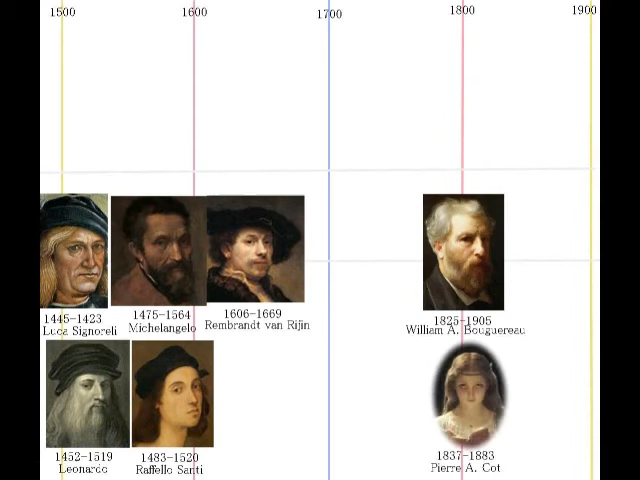 1500 1600 1700 1800 1900
1445-1423
Luca Signoreli
1475-1564
Michelangelo
1606-1669
Rembrandt van Rijin
1825-1905
William A. Bouguereau
1452-1519
Leonardo
1483-1520
Raffello Santi
1837-1883
Pierre A. Cot